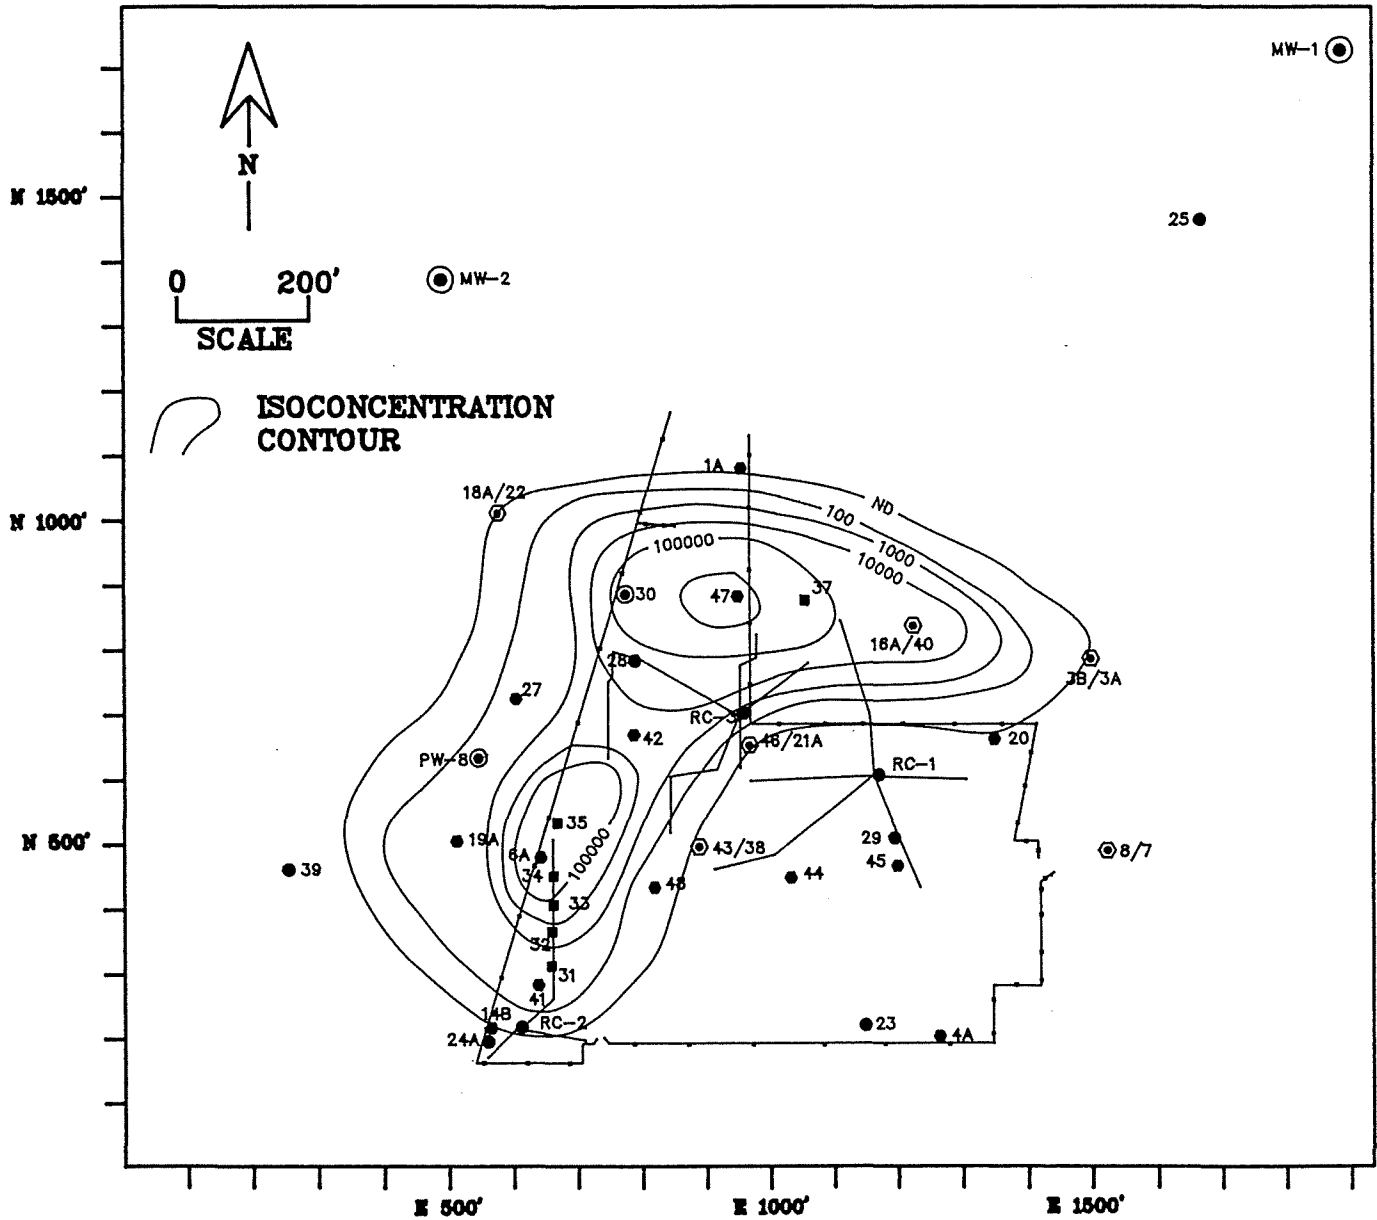 MW-1
N
N 1500'
25
0 200'
MW-2
SCALE
ISOCONCENTRATION
CONTOUR
1A
18A/22
ND
100
N 1000'
1000
100000
10000
30
47
37
16A/40
28
3B/3A
27
RC-3
42
46/21A
20
PW-8
RC-1
35
29
N 500'
19A
43/38
8/7
6A
100000
45
39
34
48
44
33
32
31
41
14B
RC-2
23
24A
4A
E 500'
E 1000'
E 1500'